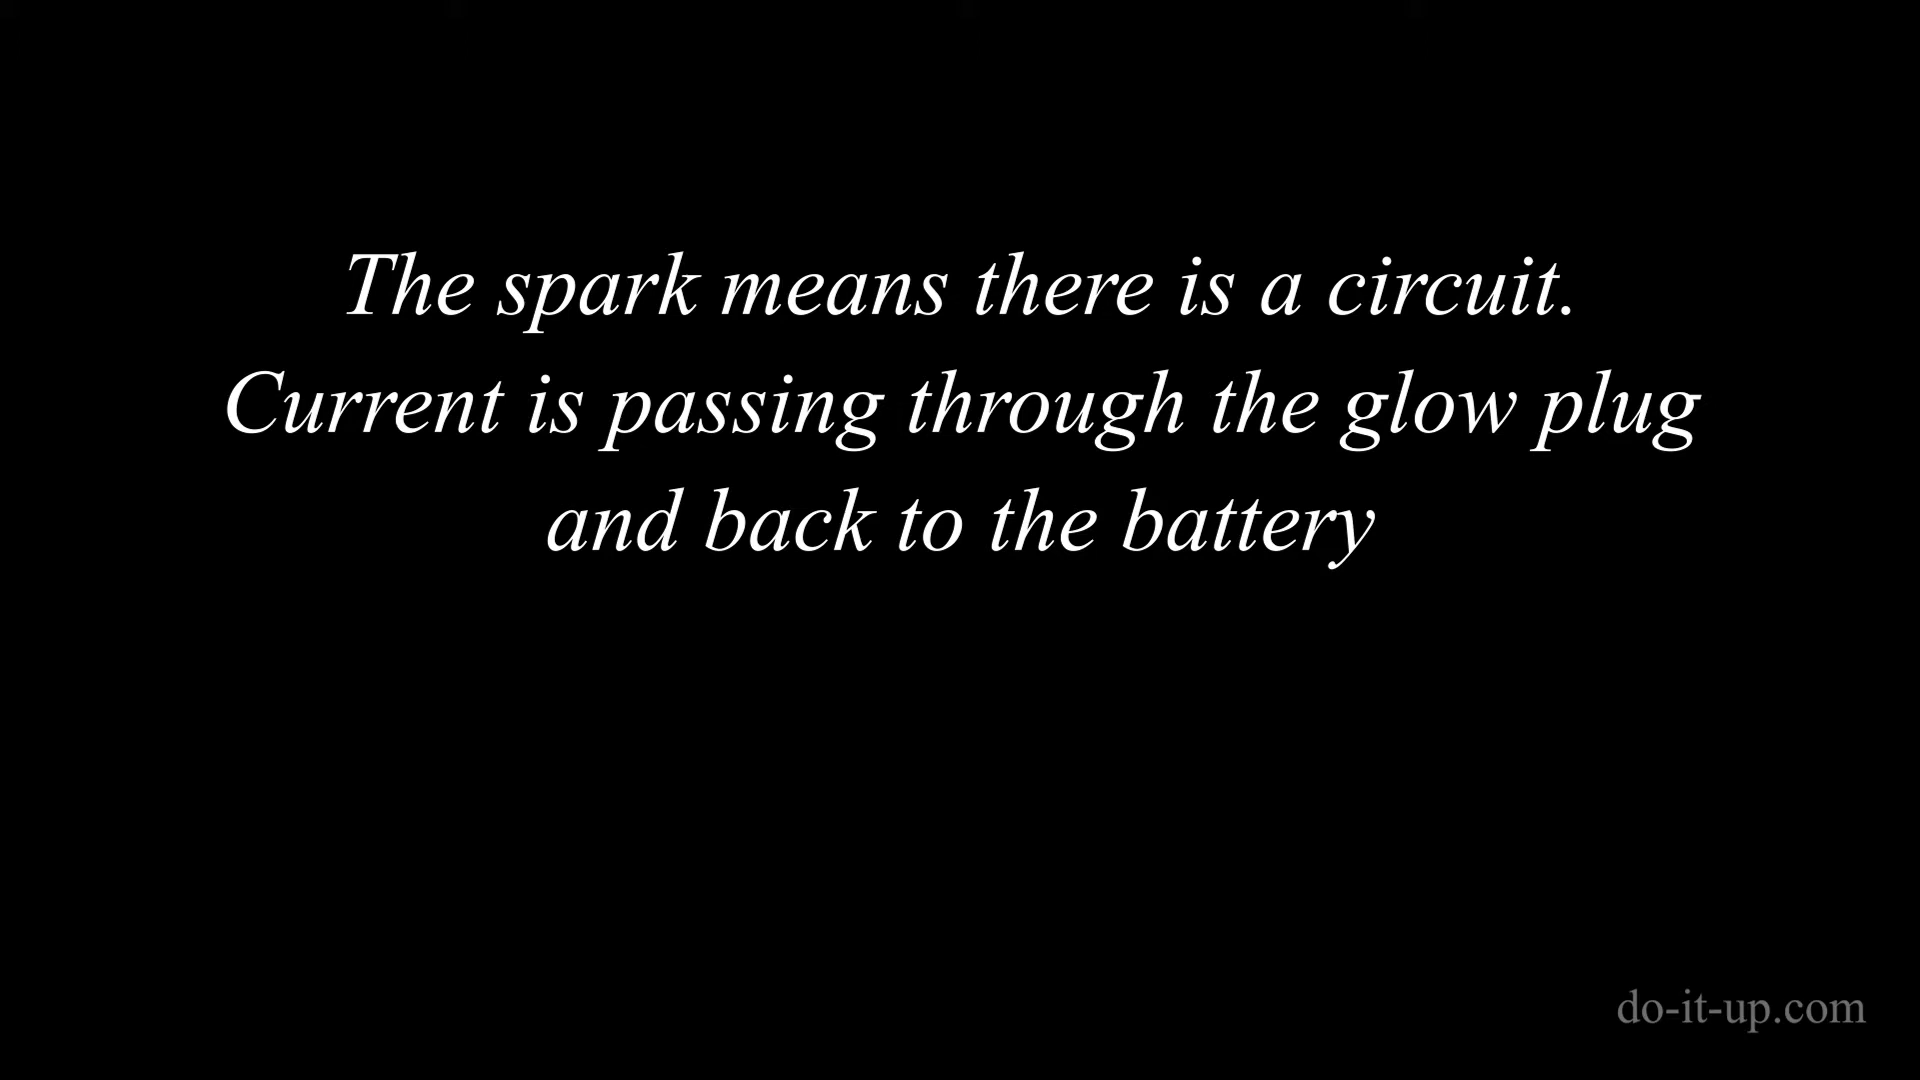 The spark means there is a circuit.
Current is passing through the glow plug
and back to the battery
do-it-up.com